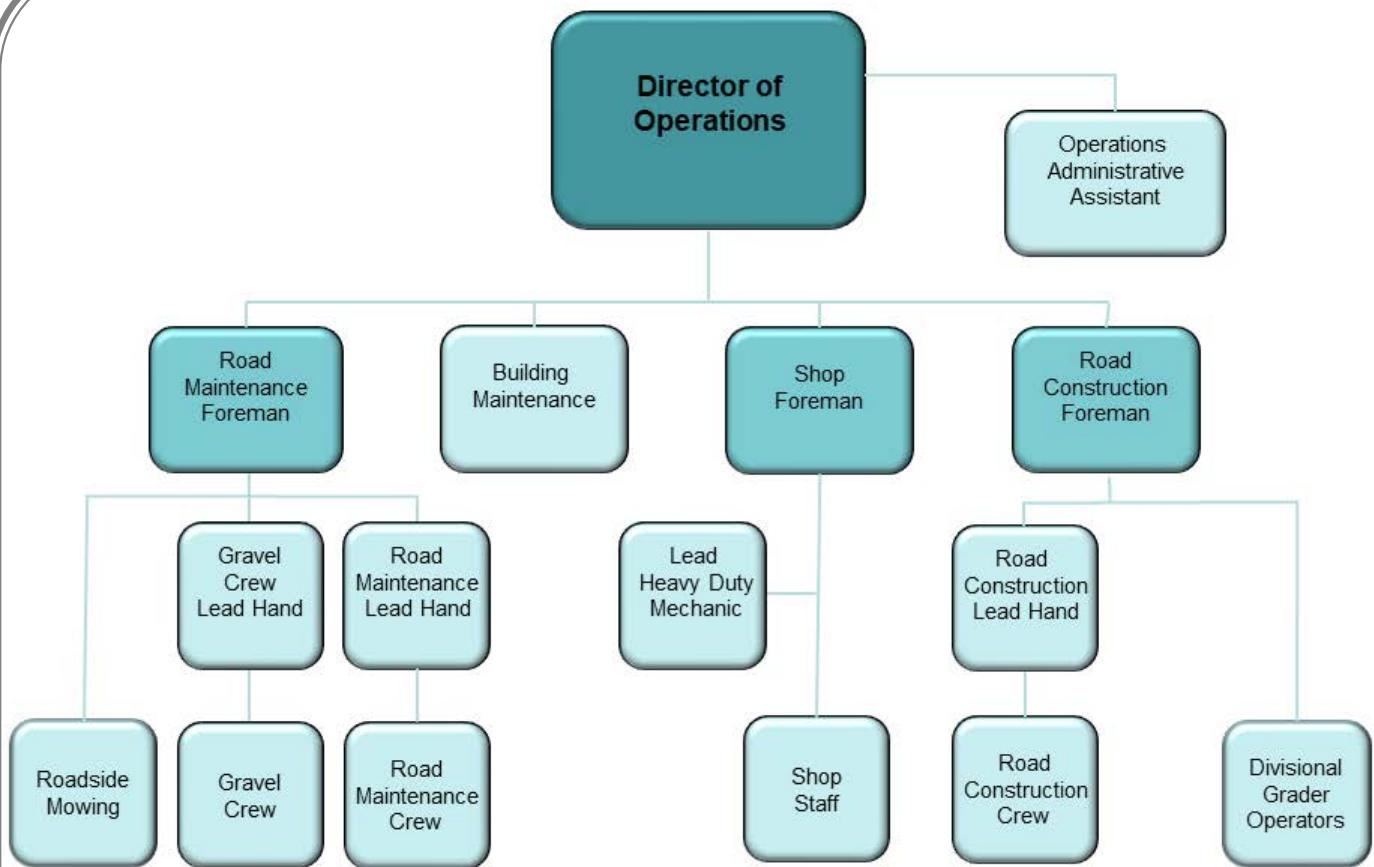 Director of
Operations
Operations
Administrative
Assistant
Road
Maintenance
Foreman
Building
Maintenance
Shop
Foreman
Road
Construction
Foreman
Gravel
Crew
Lead Hand
Road
Maintenance
Lead Hand
Lead
Heavy Duty
Mechanic
Road
Construction
Lead Hand
Roadside
Mowing
Gravel
Crew
Road
Maintenance
Crew
Shop
Staff
Road
Construction
Crew
Divisional
Grader
Operators